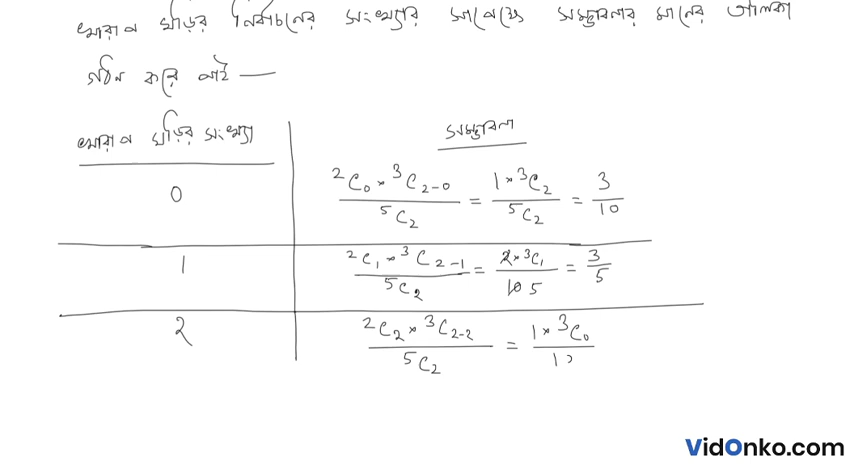 খারাপ ঘড়ির নির্বাচনের সংখ্যার সাপেক্ষে সম্ভাবনার মানের তালিকা
গঠন করে পাই —
খারাপ ঘড়ির সংখ্যা সম্ভাবনা
0 ²C₀ × ³C₂₋₀ / ⁵C₂ = 1 × ³C₂ / ⁵C₂ = 3/10
1 ²C₁ × ³C₂₋₁ / ⁵C₂ = 2 × ³C₁ / 10 5 = 3/5
2 ²C₂ × ³C₂₋₂ / ⁵C₂ = 1 × ³C₀ / 1
VidOnko.com